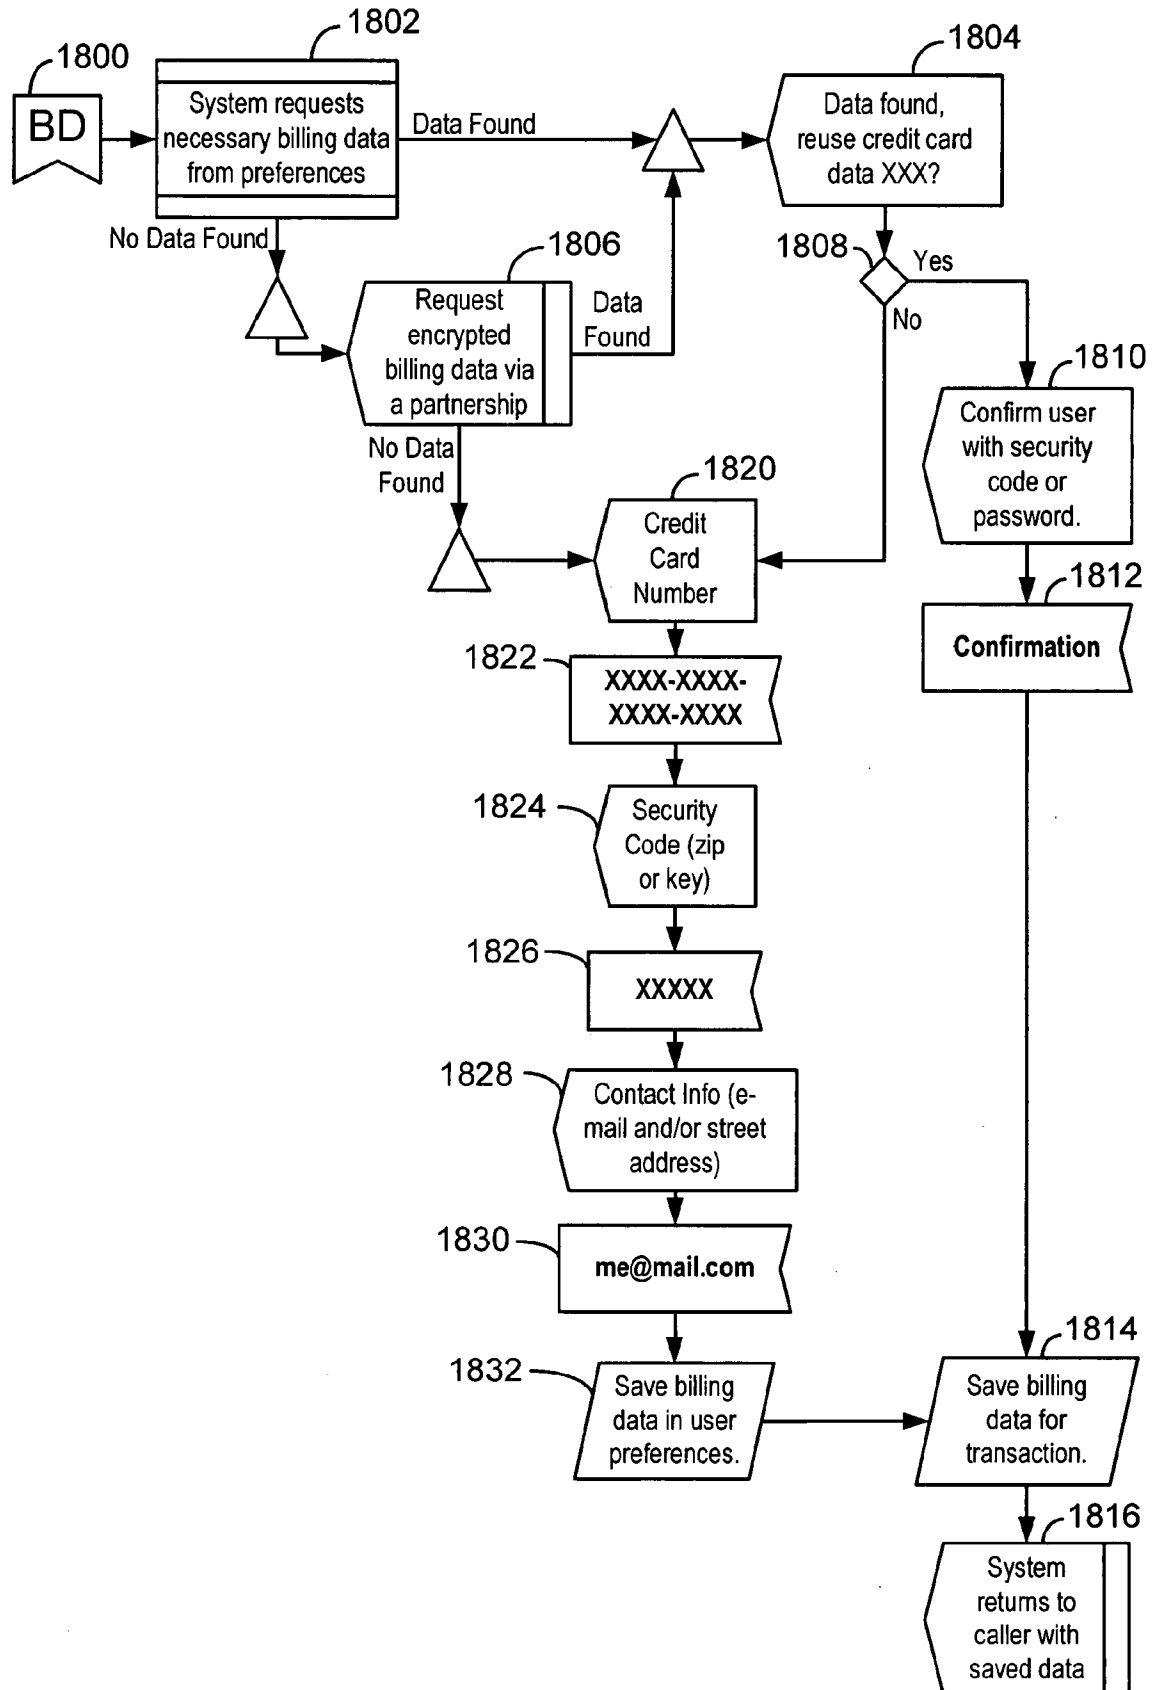 1800
BD
1802
System requests
necessary billing data
from preferences
Data Found
1804
Data found,
reuse credit card
data XXX?
No Data Found
1806
Request
encrypted
billing data via
a partnership
Data
Found
1808
Yes
No
No Data
Found
1810
Confirm user
with security
code or
password.
1812
Confirmation
1820
Credit
Card
Number
1822
XXXX-XXXX-
XXXX-XXXX
1824
Security
Code (zip
or key)
1826
XXXXX
1828
Contact Info (e-
mail and/or street
address)
1830
me@mail.com
1832
Save billing
data in user
preferences.
1814
Save billing
data for
transaction.
1816
System
returns to
caller with
saved data